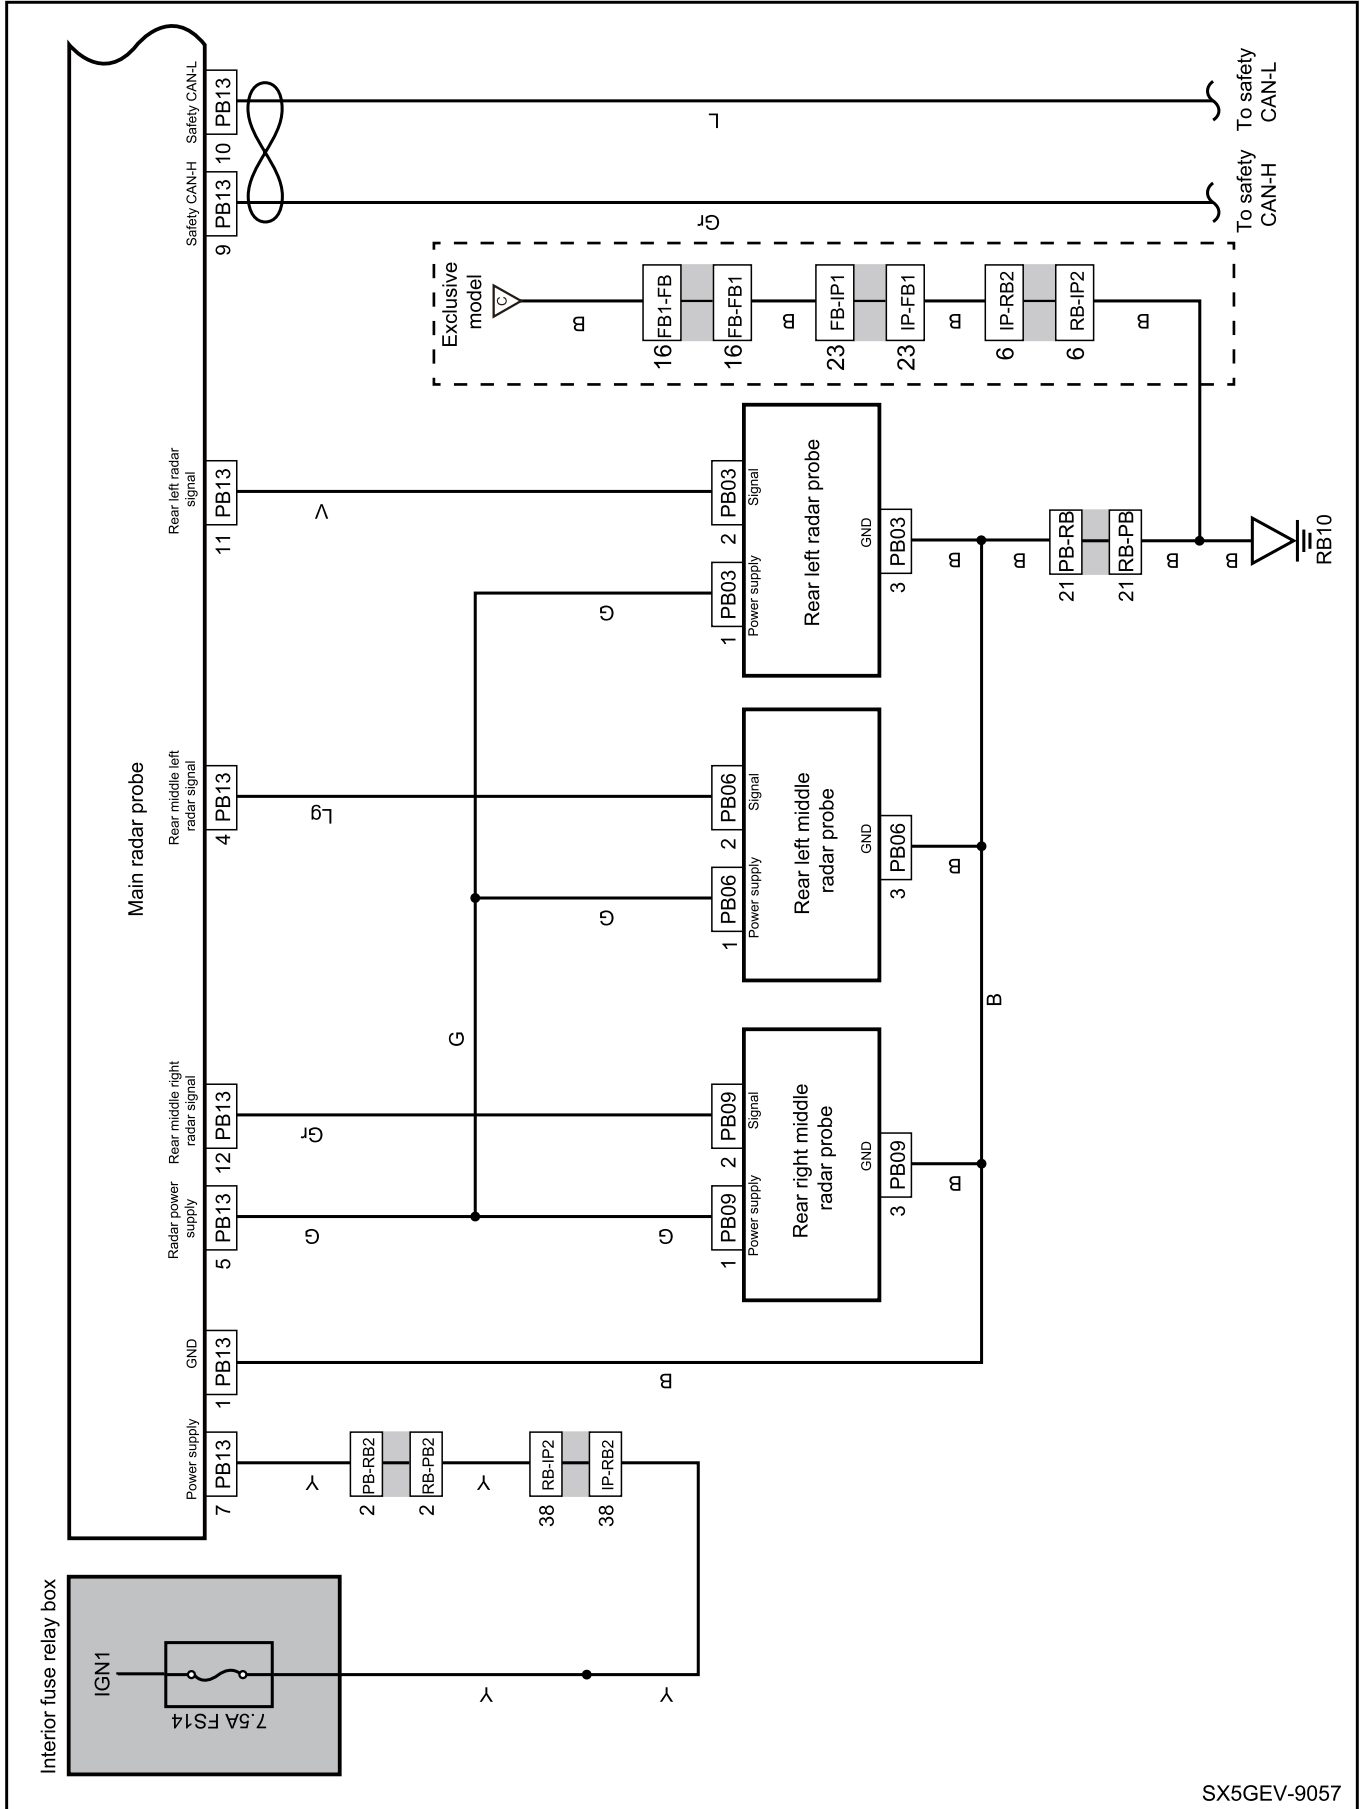 Interior fuse relay box
IGN1
7.5A FS14
Y
Y
Main radar probe
Power supply
7
PB13
Y
2
PB-RB2
2
RB-PB2
Y
38
RB-IP2
38
IP-RB2
GND
1
PB13
B
Radar power
supply
5
PB13
G
G
G
Rear middle right
radar signal
12
PB13
Gr
1
PB09
Power supply
2
PB09
Signal
Rear right middle
radar probe
GND
3
PB09
B
B
Rear middle left
radar signal
4
PB13
Lg
G
1
PB06
Power supply
2
PB06
Signal
Rear left middle
radar probe
GND
3
PB06
B
Rear left radar
signal
11
PB13
V
G
1
PB03
Power supply
2
PB03
Signal
Rear left radar probe
GND
3
PB03
B
B
21
PB-RB
21
RB-PB
B
B
RB10
Exclusive
model
C
B
16
FB1-FB
16
FB-FB1
B
23
FB-IP1
23
IP-FB1
B
6
IP-RB2
6
RB-IP2
B
Safety CAN-H
9
PB13
Gr
To safety
CAN-H
Safety CAN-L
10
PB13
L
To safety
CAN-L
SX5GEV-9057